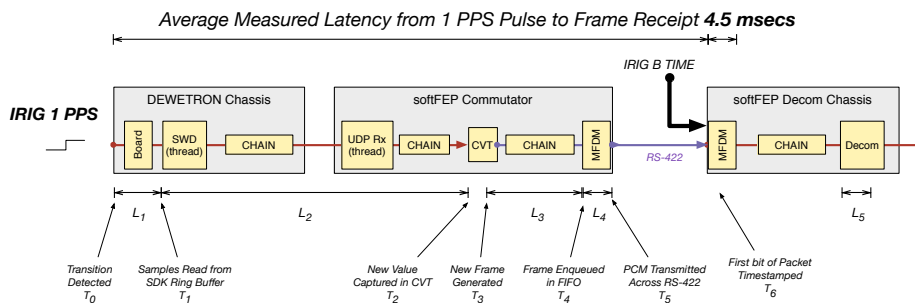 Average Measured Latency from 1 PPS Pulse to Frame Receipt 4.5 msecs
IRIG B TIME
IRIG 1 PPS
DEWETRON Chassis
softFEP Commutator
softFEP Decom Chassis
Board
SWD
(thread)
CHAIN
UDP Rx
(thread)
CHAIN
CVT
CHAIN
MFDM
RS-422
MFDM
CHAIN
Decom
L1
L2
L3
L4
L5
Transition
Detected
T0
Samples Read from
SDK Ring Buffer
T1
New Value
Captured in CVT
T2
New Frame
Generated
T3
Frame Enqueued
in FIFO
T4
PCM Transmitted
Across RS-422
T5
First bit of Packet
Timestamped
T6